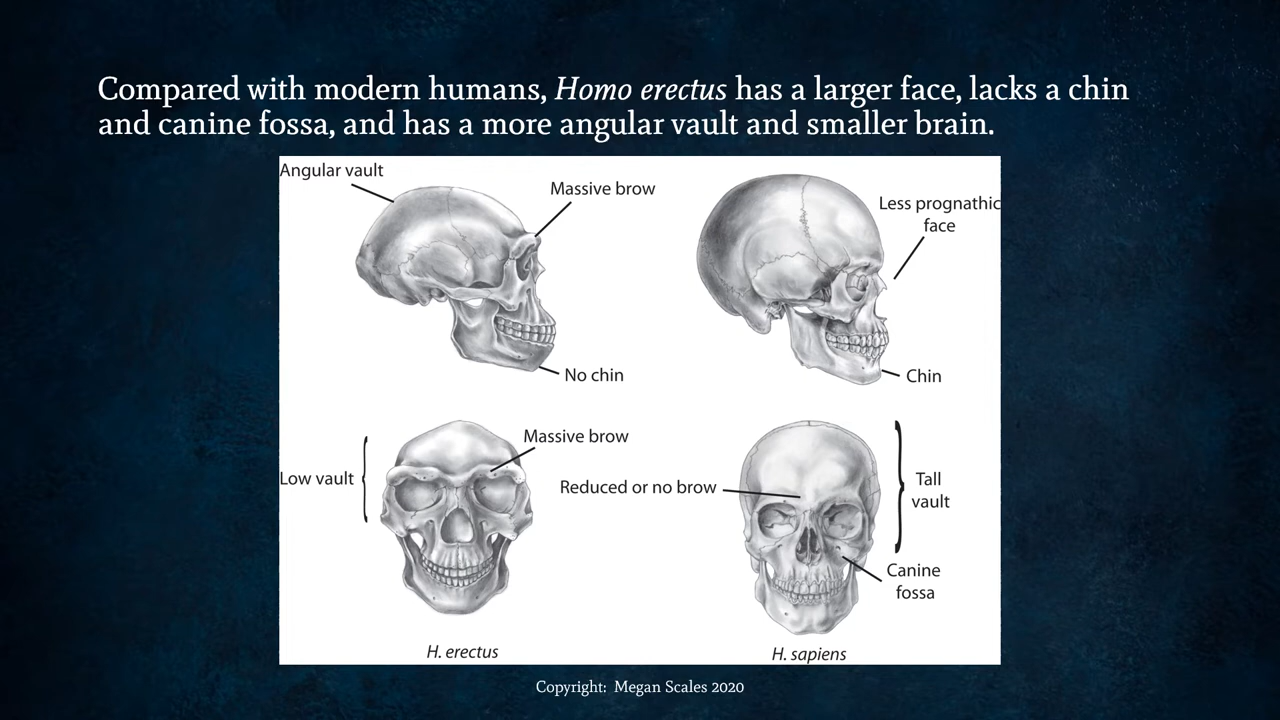 Compared with modern humans, Homo erectus has a larger face, lacks a chin
and canine fossa, and has a more angular vault and smaller brain.
Angular vault
Massive brow
No chin
Less prognathic
face
Chin
Low vault
Massive brow
H. erectus
Reduced or no brow
Tall
vault
Canine
fossa
H. sapiens
Copyright: Megan Scales 2020